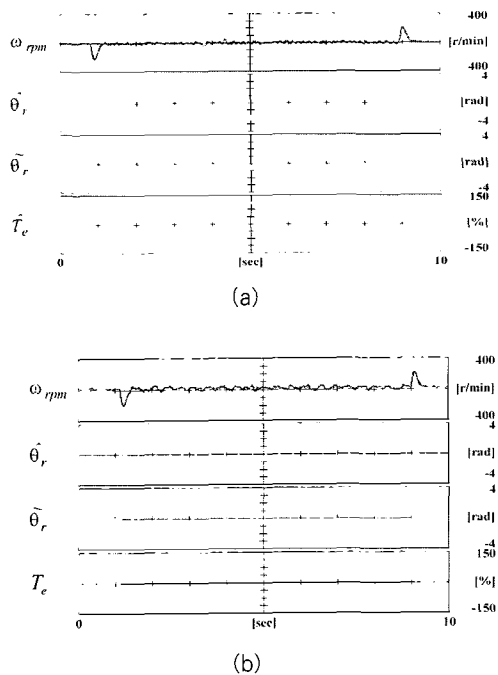 400
ω rpm
[r/min]
400
4
θ̂r
[rad]
-4
4
θ̃r
[rad]
-4
150
T̂e
[%]
-150
0
[sec]
10
(a)
400
ω rpm
[r/min]
400
4
θ̂r
[rad]
-4
4
θ̃r
[rad]
-4
150
Te
[%]
-150
0
[sec]
10
(b)